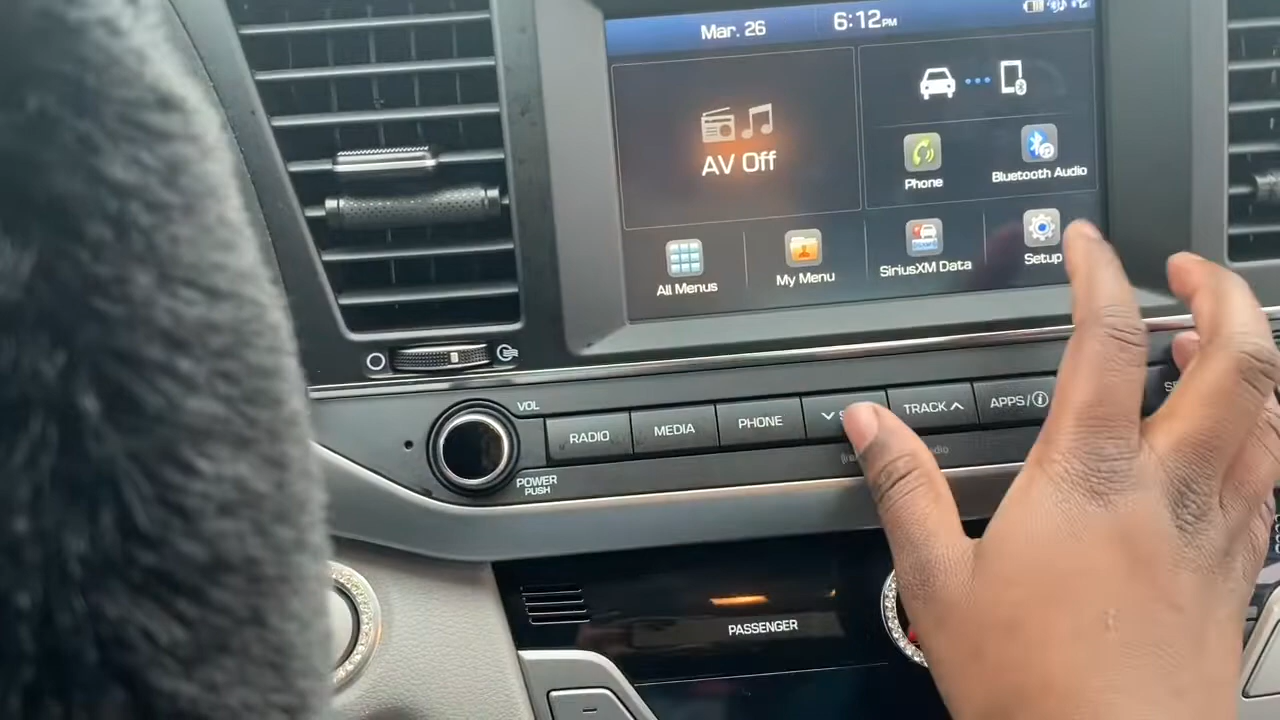 Mar. 26
6:12PM
AV Off
Phone
Bluetooth Audio
All Menus
My Menu
SiriusXM Data
Setup
VOL
RADIO
MEDIA
PHONE
TRACK
APPS/
POWER
PUSH
PASSENGER